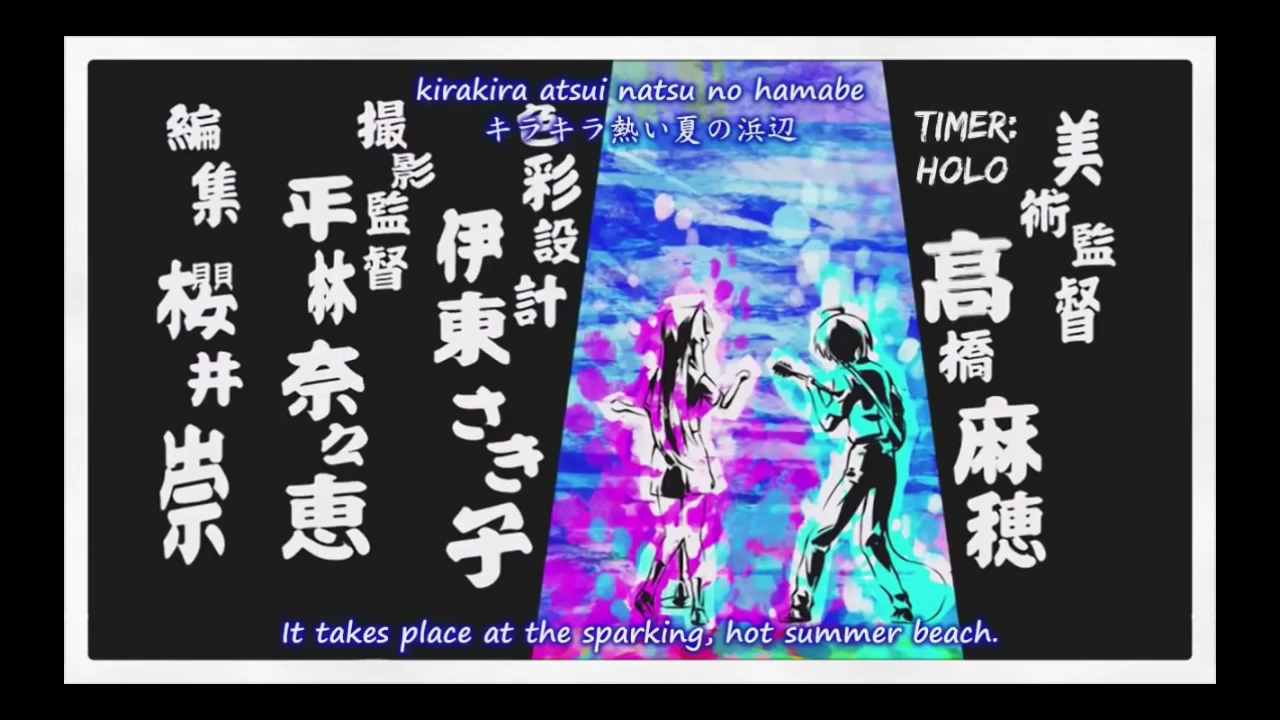 kirakira atsui natsu no hamabe
キラキラ熱い夏の浜辺
TIMER:
HOLO
美術監督
高橋麻穂
色彩設計
伊東さき子
撮影監督
平林奈々恵
編集
櫻井崇
It takes place at the sparking, hot summer beach.